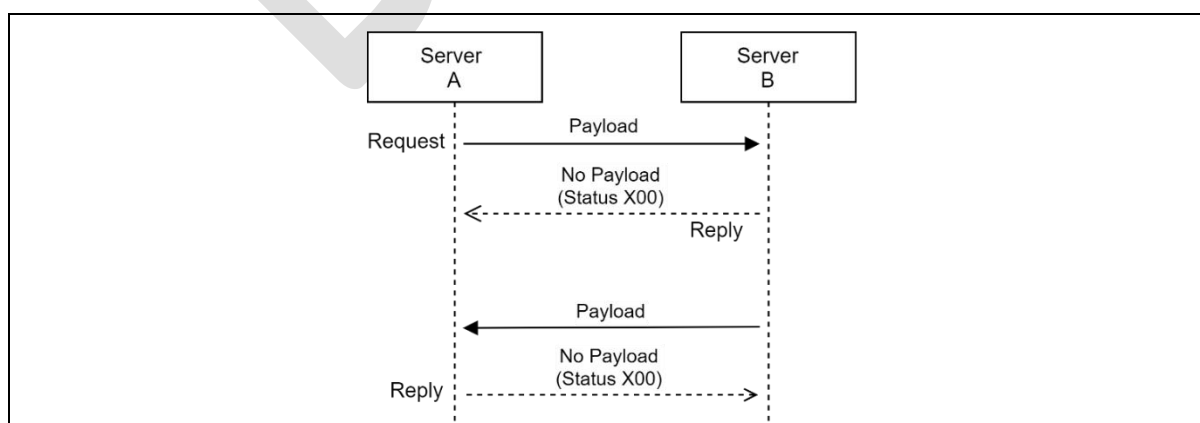 Server
A
Server
B
Request
Payload
No Payload
(Status X00)
Reply
Payload
No Payload
(Status X00)
Reply